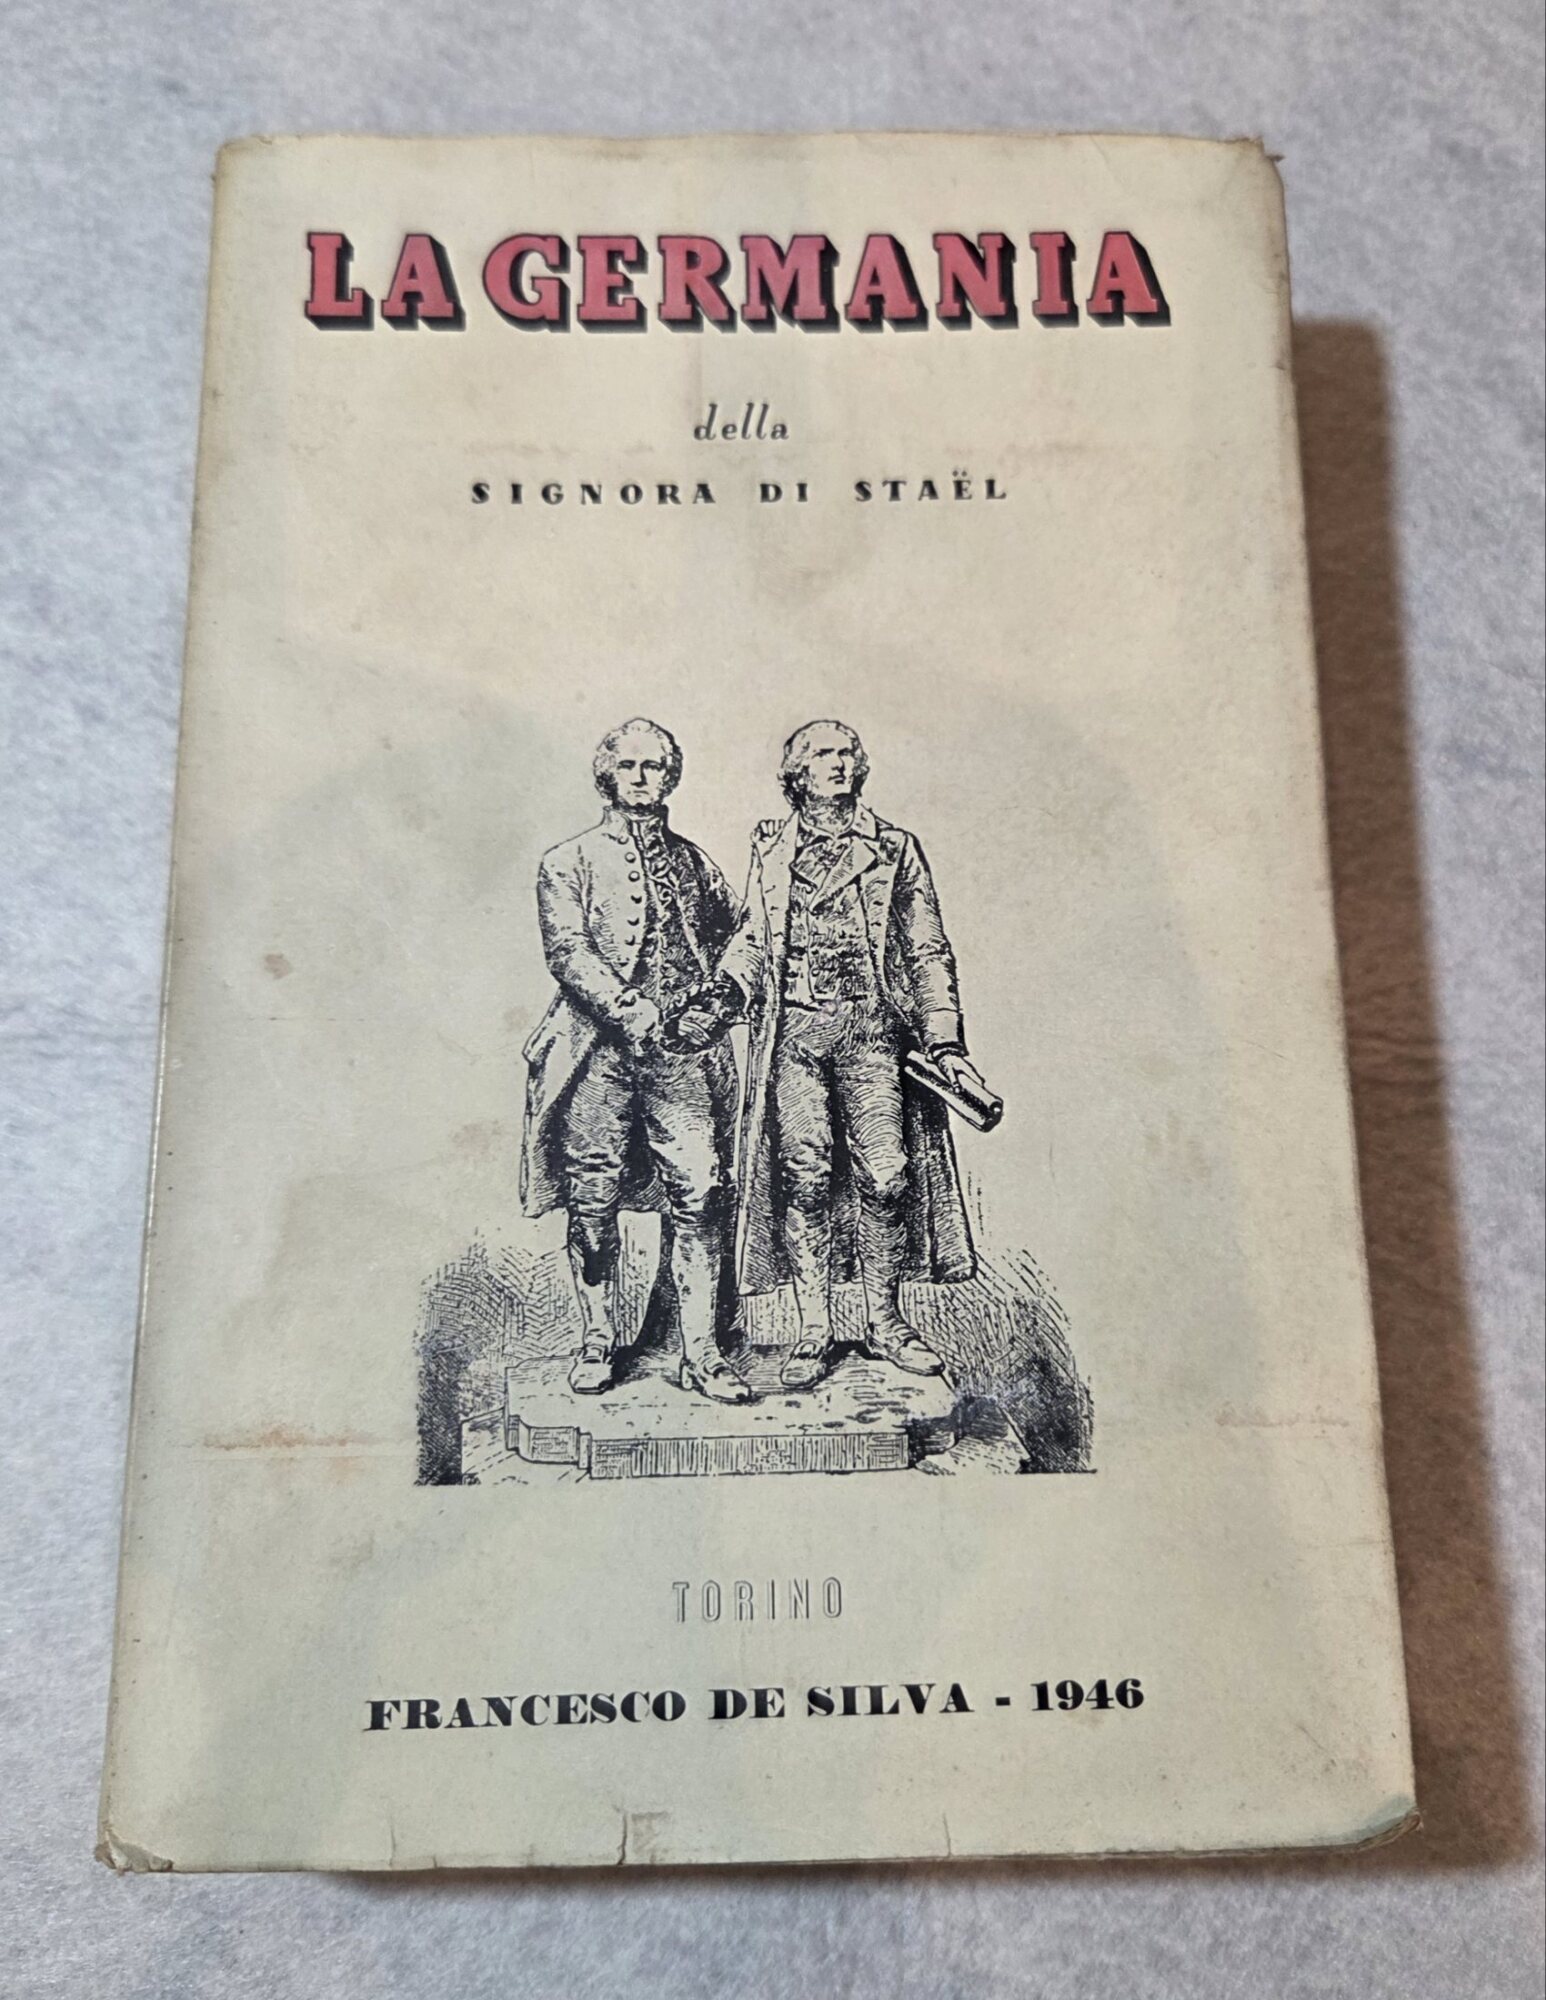 LA GERMANIA
della
SIGNORA DI STAËL
TORINO
FRANCESCO DE SILVA - 1946